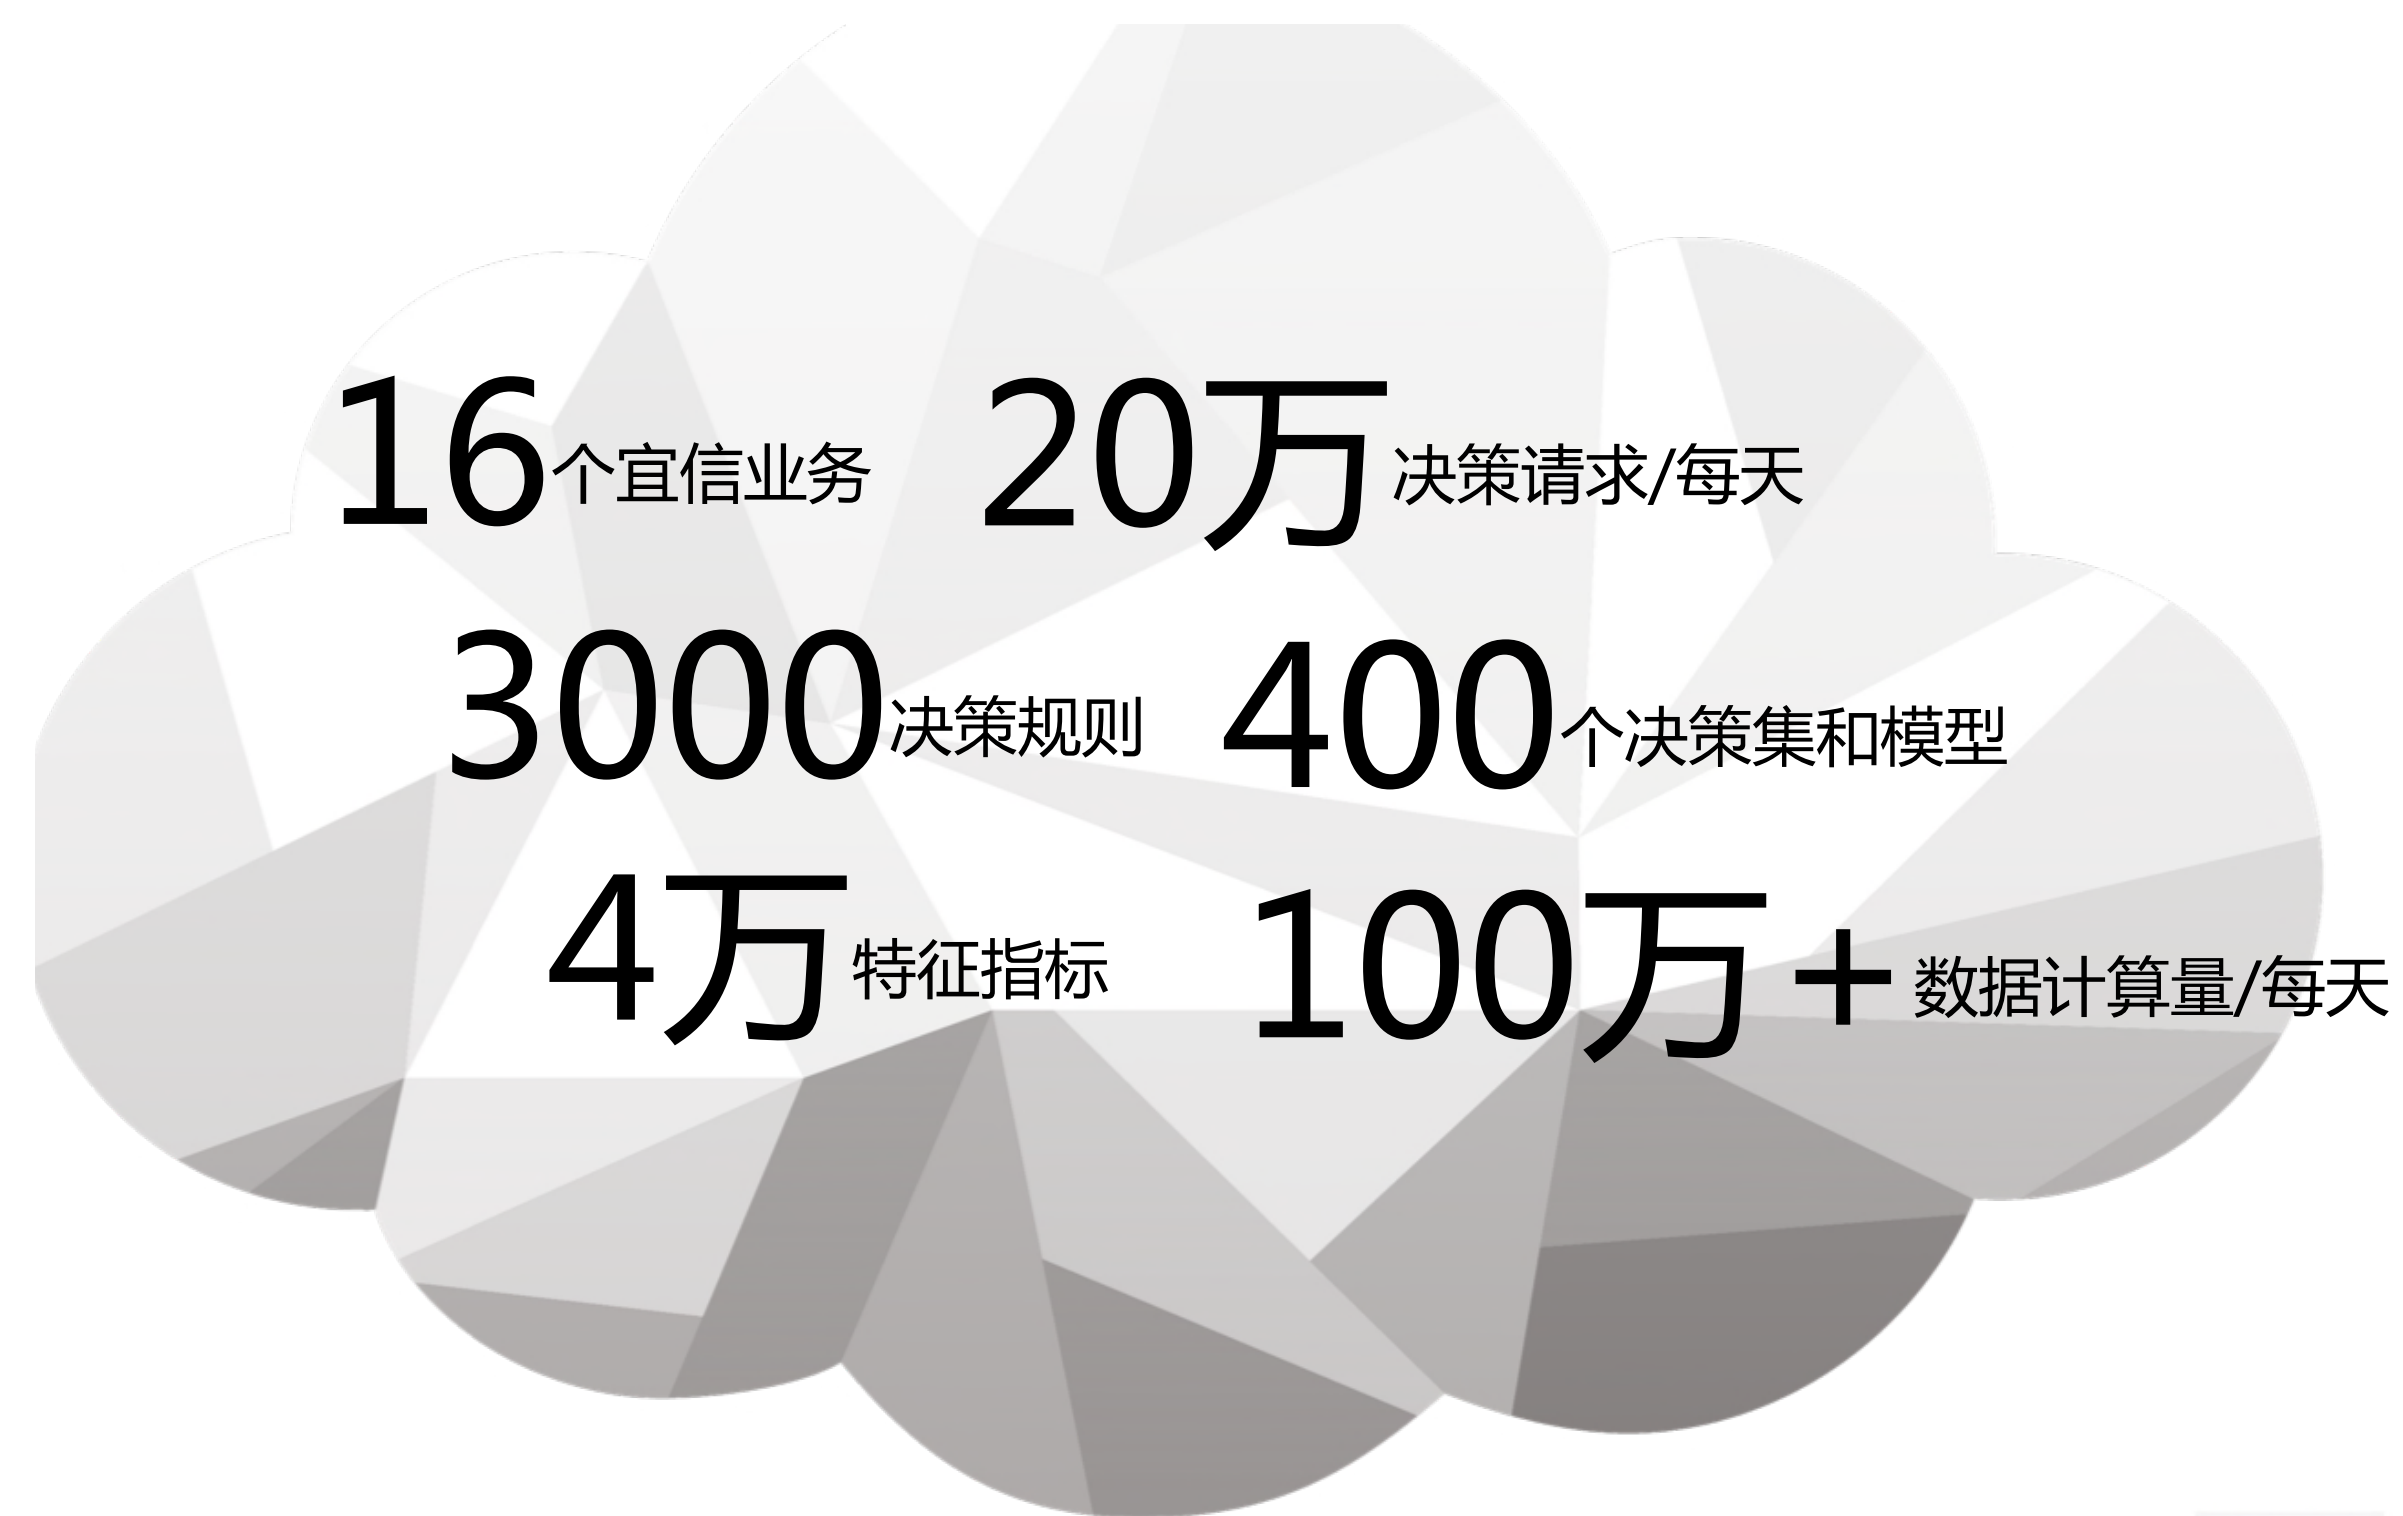 16个宜信业务 20万决策请求/每天
3000决策规则 400个决策集和模型
4万特征指标 100万+数据计算量/每天